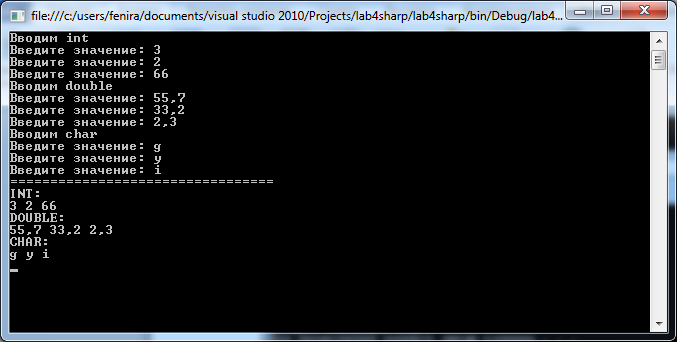 file:///c:/users/fenira/documents/visual studio 2010/Projects/lab4sharp/lab4sharp/bin/Debug/lab4...
Вводим int
Введите значение: 3
Введите значение: 2
Введите значение: 66
Вводим double
Введите значение: 55,7
Введите значение: 33,2
Введите значение: 2,3
Вводим char
Введите значение: g
Введите значение: y
Введите значение: i
=================================
INT:
3 2 66
DOUBLE:
55,7 33,2 2,3
CHAR:
g y i